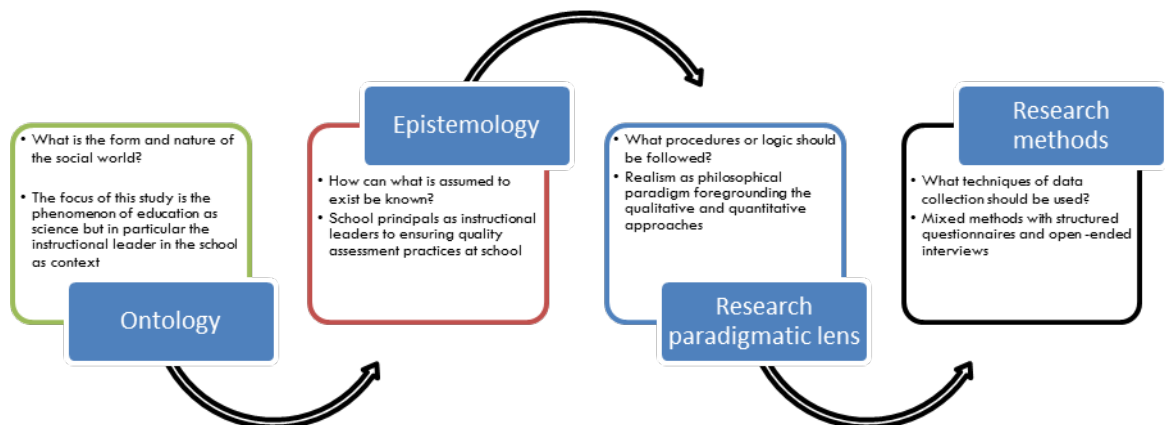 • What is the form and nature of
the social world?
• The focus of this study is the
phenomenon of education as
science but in particular the
instructional leader in the school
as context
Ontology
Epistemology
• How can what is assumed to
exist be known?
• School principals as instructional
leaders to ensuring quality
assessment practices at school
• What procedures or logic should
be followed?
• Realism as philosophical
paradigm foregrounding the
qualitative and quantitative
approaches
Research
paradigmatic lens
Research
methods
• What techniques of data
collection should be used?
• Mixed methods with structured
questionnaires and open -ended
interviews